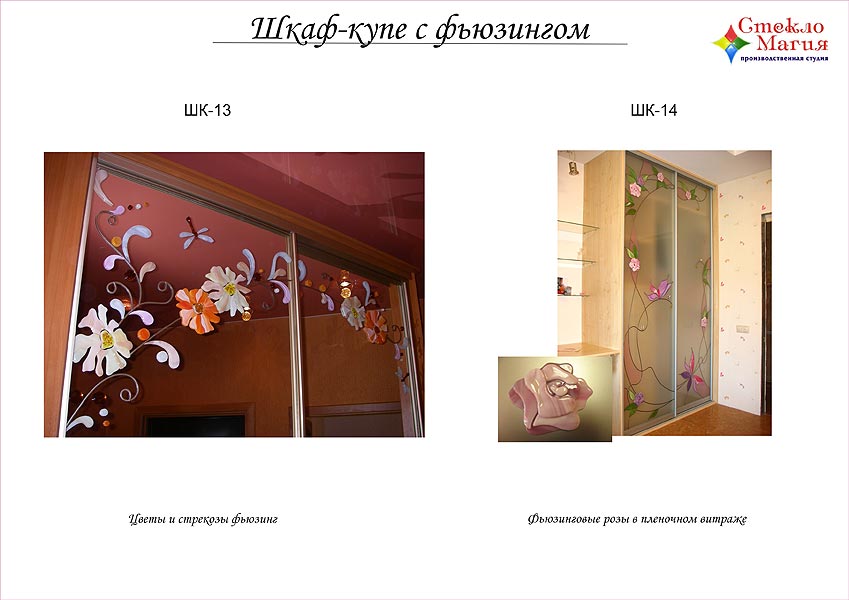 Шкаф-купе с фьюзингом
Стекло
Магия
производственная студия
ШК-13
ШК-14
Цветы и стрекозы фьюзинг
Фьюзинговые розы в пленочном витраже